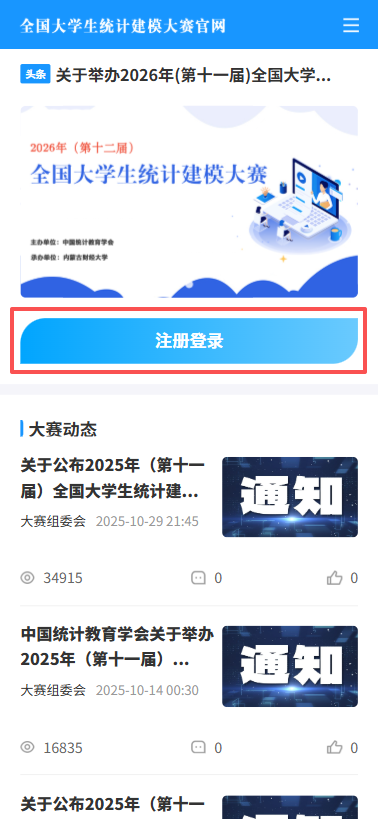 全国大学生统计建模大赛官网
头条 关于举办2026年(第十一届)全国大学...
2026年（第十二届）
全国大学生统计建模大赛
主办单位：中国统计教育学会
承办单位：内蒙古财经大学
注册登录
大赛动态
关于公布2025年（第十一
届）全国大学生统计建...
大赛组委会 2025-10-29 21:45
通知
34915 0 0
中国统计教育学会关于举办
2025年（第十一届）...
大赛组委会 2025-10-14 00:30
通知
16835 0 0
关于公布2025年（第十一